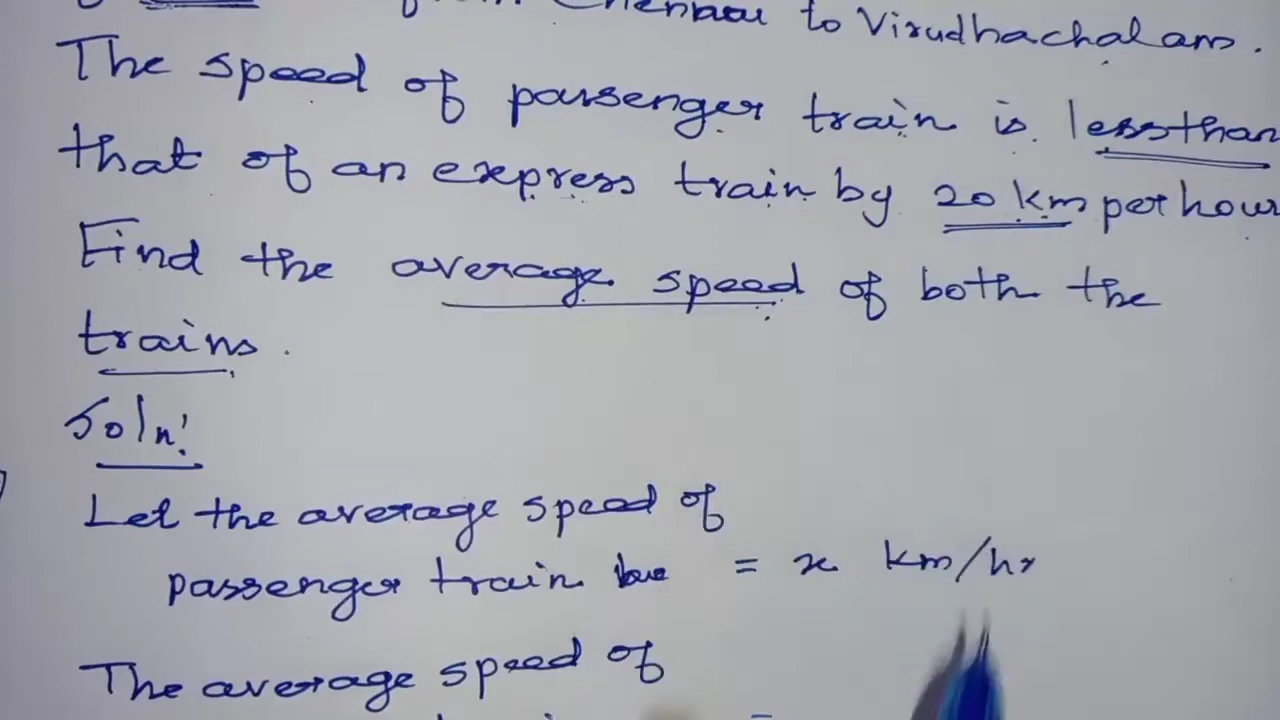 to Virudhachalam.
The speed of passenger train is lessthan
that of an express train by 20 km per hour
Find the average speed of both the
trains.
Soln:
Let the average speed of
passenger train be = x km/hr
The average speed of
=